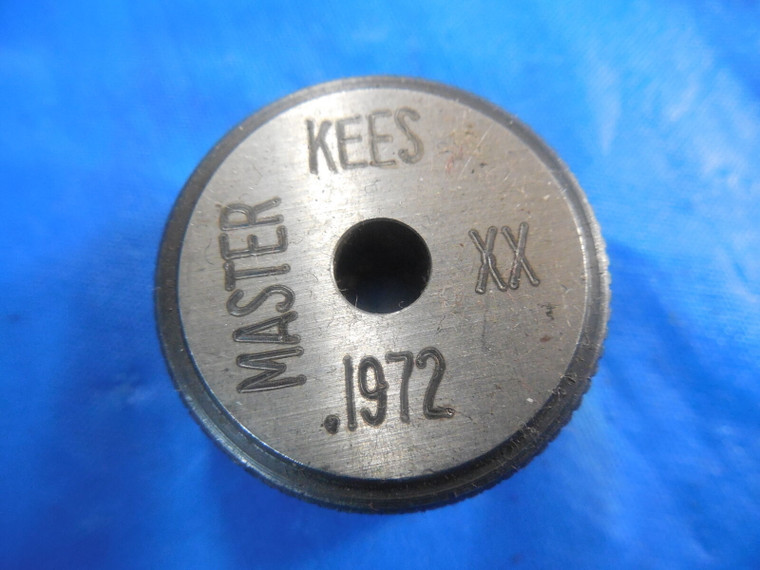 KEES
MASTER
XX
.1972